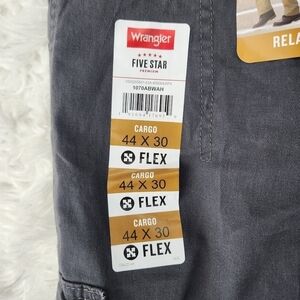 Wrangler
FIVE STAR
PREMIUM
1070ABWAH
CARGO
44 X 30
FLEX
CARGO
44 X 30
FLEX
CARGO
44 X 30
FLEX
RELA